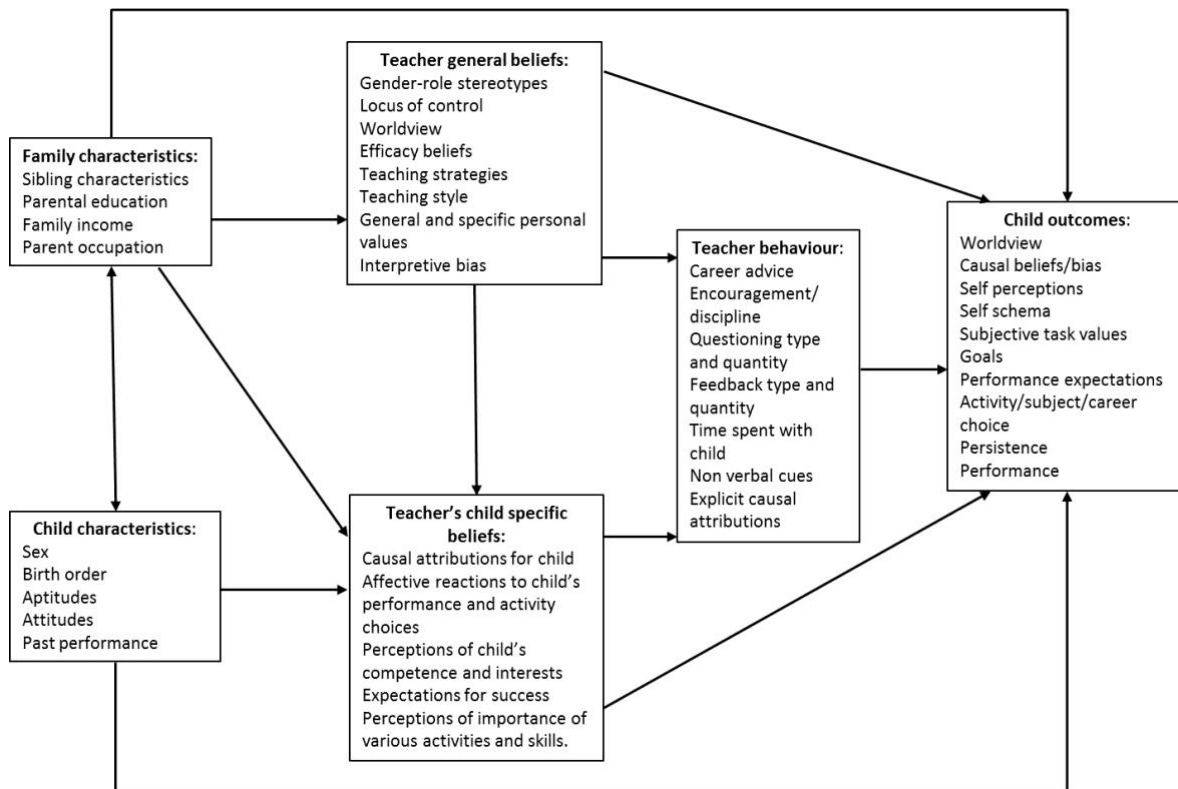 Teacher general beliefs:
Gender-role stereotypes
Locus of control
Worldview
Efficacy beliefs
Teaching strategies
Teaching style
General and specific personal
values
Interpretive bias
Family characteristics:
Sibling characteristics
Parental education
Family income
Parent occupation
Teacher behaviour:
Career advice
Encouragement/
discipline
Questioning type
and quantity
Feedback type and
quantity
Time spent with
child
Non verbal cues
Explicit causal
attributions
Child outcomes:
Worldview
Causal beliefs/bias
Self perceptions
Self schema
Subjective task values
Goals
Performance expectations
Activity/subject/career
choice
Persistence
Performance
Child characteristics:
Sex
Birth order
Aptitudes
Attitudes
Past performance
Teacher's child specific
beliefs:
Causal attributions for child
Affective reactions to child's
performance and activity
choices
Perceptions of child's
competence and interests
Expectations for success
Perceptions of importance of
various activities and skills.